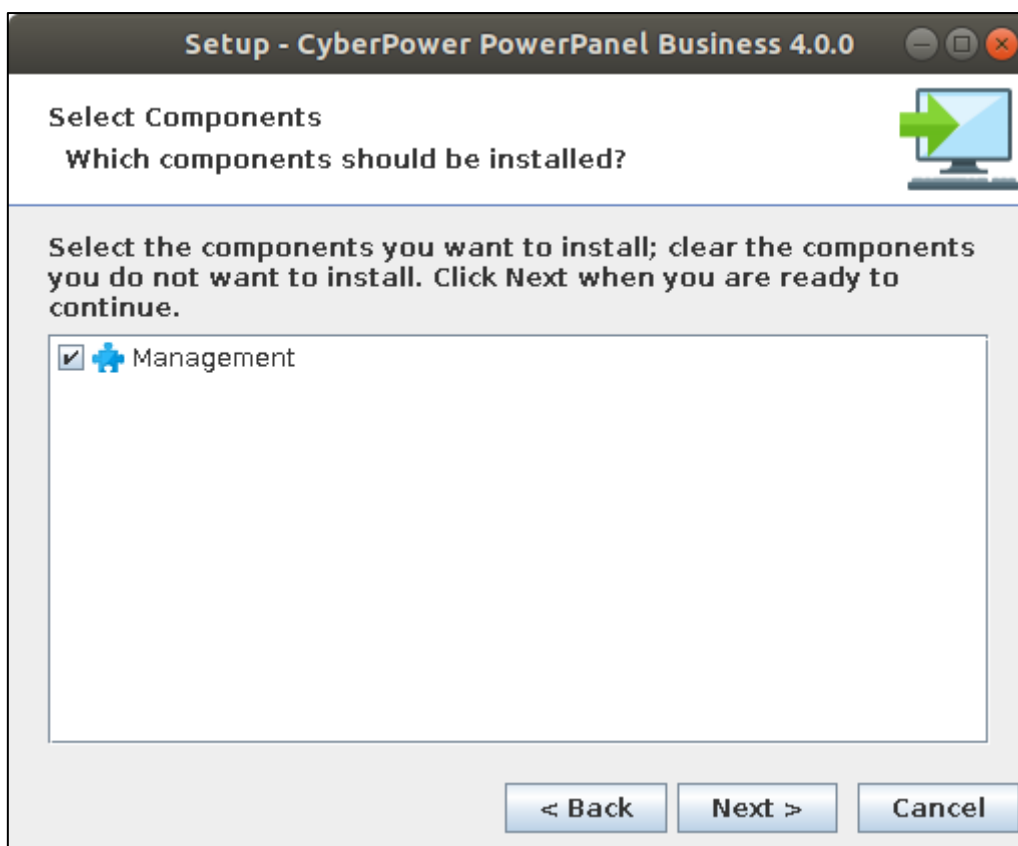 Setup - CyberPower PowerPanel Business 4.0.0
Select Components
Which components should be installed?
Select the components you want to install; clear the components
you do not want to install. Click Next when you are ready to
continue.
Management
< Back Next > Cancel